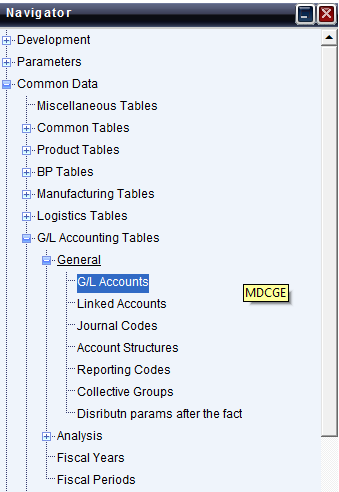 Navigator
Development
Parameters
Common Data
Miscellaneous Tables
Common Tables
Product Tables
BP Tables
Manufacturing Tables
Logistics Tables
G/L Accounting Tables
General
G/L Accounts
MDCGE
Linked Accounts
Journal Codes
Account Structures
Reporting Codes
Collective Groups
Disributn params after the fact
Analysis
Fiscal Years
Fiscal Periods